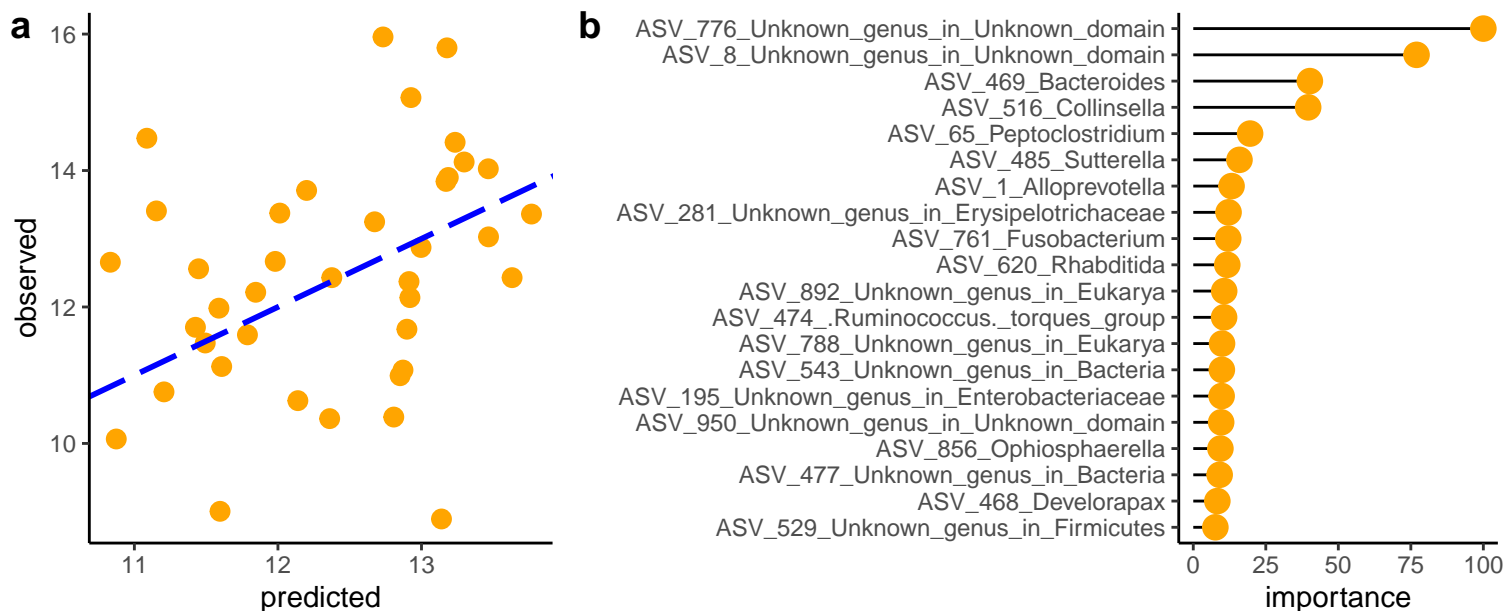 a
16
14
12
10
observed
11
12
13
predicted
b
ASV_776_Unknown_genus_in_Unknown_domain
ASV_8_Unknown_genus_in_Unknown_domain
ASV_469_Bacteroides
ASV_516_Collinsella
ASV_65_Peptoclostridium
ASV_485_Sutterella
ASV_1_Alloprevotella
ASV_281_Unknown_genus_in_Erysipelotrichaceae
ASV_761_Fusobacterium
ASV_620_Rhabditida
ASV_892_Unknown_genus_in_Eukarya
ASV_474_.Ruminococcus._torques_group
ASV_788_Unknown_genus_in_Eukarya
ASV_543_Unknown_genus_in_Bacteria
ASV_195_Unknown_genus_in_Enterobacteriaceae
ASV_950_Unknown_genus_in_Unknown_domain
ASV_856_Ophiosphaerella
ASV_477_Unknown_genus_in_Bacteria
ASV_468_Develorapax
ASV_529_Unknown_genus_in_Firmicutes
0
25
50
75
100
importance